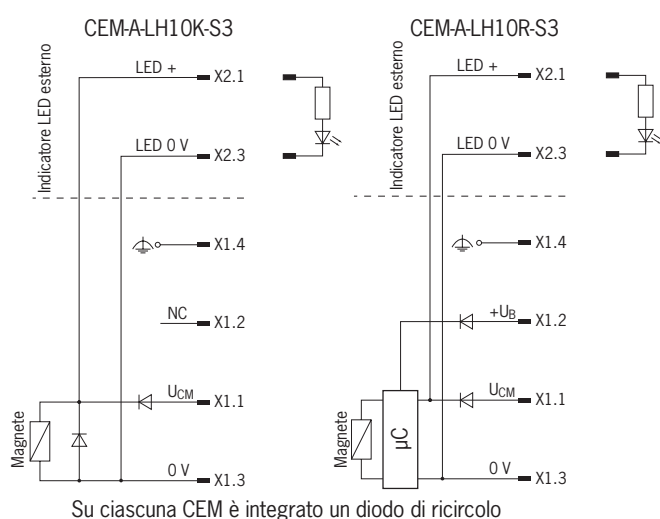 CEM-A-LH10K-S3
Indicatore LED esterno
LED +
X2.1
LED 0 V
X2.3
X1.4
NC
X1.2
UCM
X1.1
Magnete
0 V
X1.3
CEM-A-LH10R-S3
Indicatore LED esterno
LED +
X2.1
LED 0 V
X2.3
X1.4
+UB
X1.2
UCM
X1.1
Magnete
µC
0 V
X1.3
Su ciascuna CEM è integrato un diodo di ricircolo